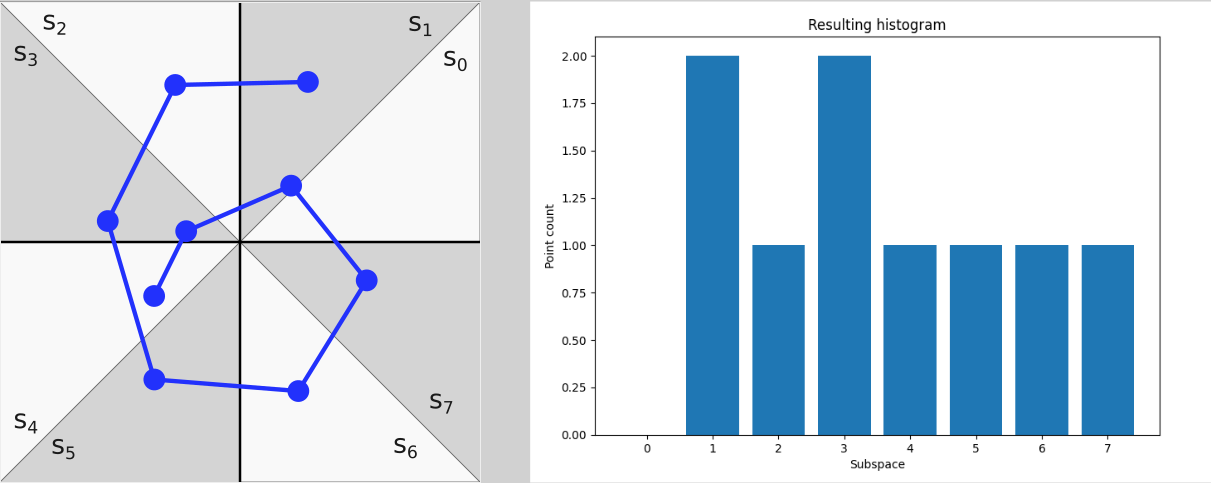 S₂
S₁
S₃
S₀
S₄
S₅
S₇
S₆
Resulting histogram
2.00
1.75
1.50
1.25
1.00
0.75
0.50
0.25
0.00
Point count
0 1 2 3 4 5 6 7
Subspace